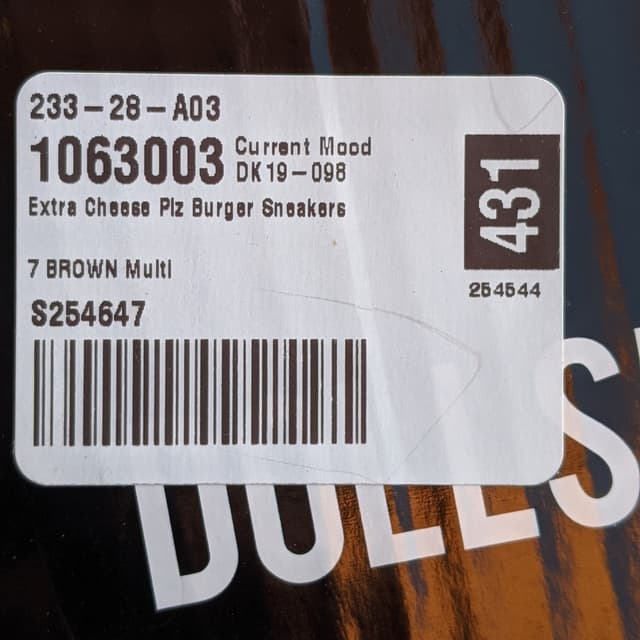 233-28-A03
1063003 Current Mood
DK19-098
Extra Cheese Plz Burger Sneakers
431
7 BROWN Multi
254544
S254647
DOLLS